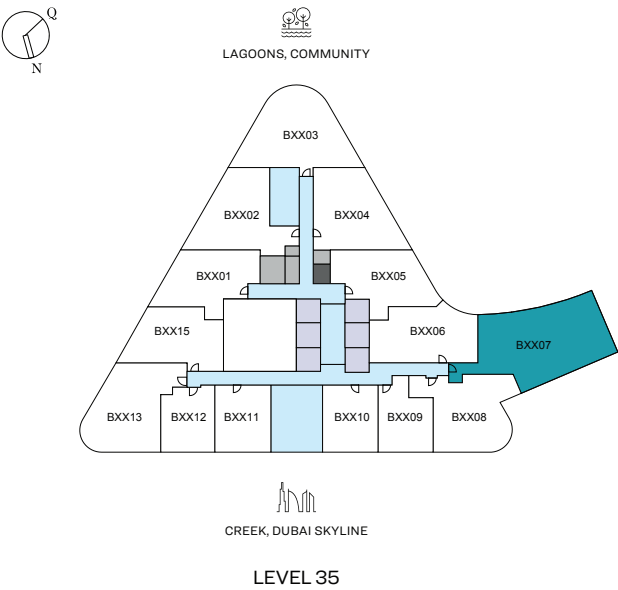 Q
N
LAGOONS, COMMUNITY
BXX03
BXX02
BXX04
BXX01
BXX05
BXX15
BXX06
BXX07
BXX13
BXX12
BXX11
BXX10
BXX09
BXX08
CREEK, DUBAI SKYLINE
LEVEL 35